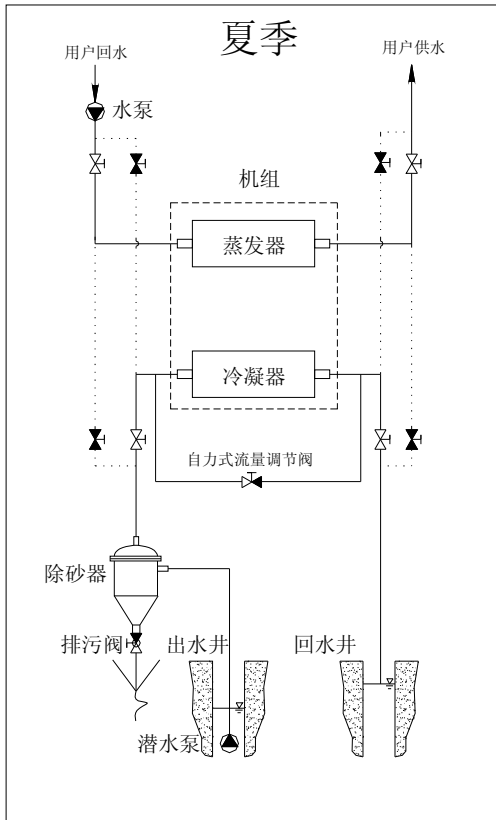 夏季
用户回水
用户供水
水泵
机组
蒸发器
冷凝器
自力式流量调节阀
除砂器
排污阀
出水井
回水井
潜水泵